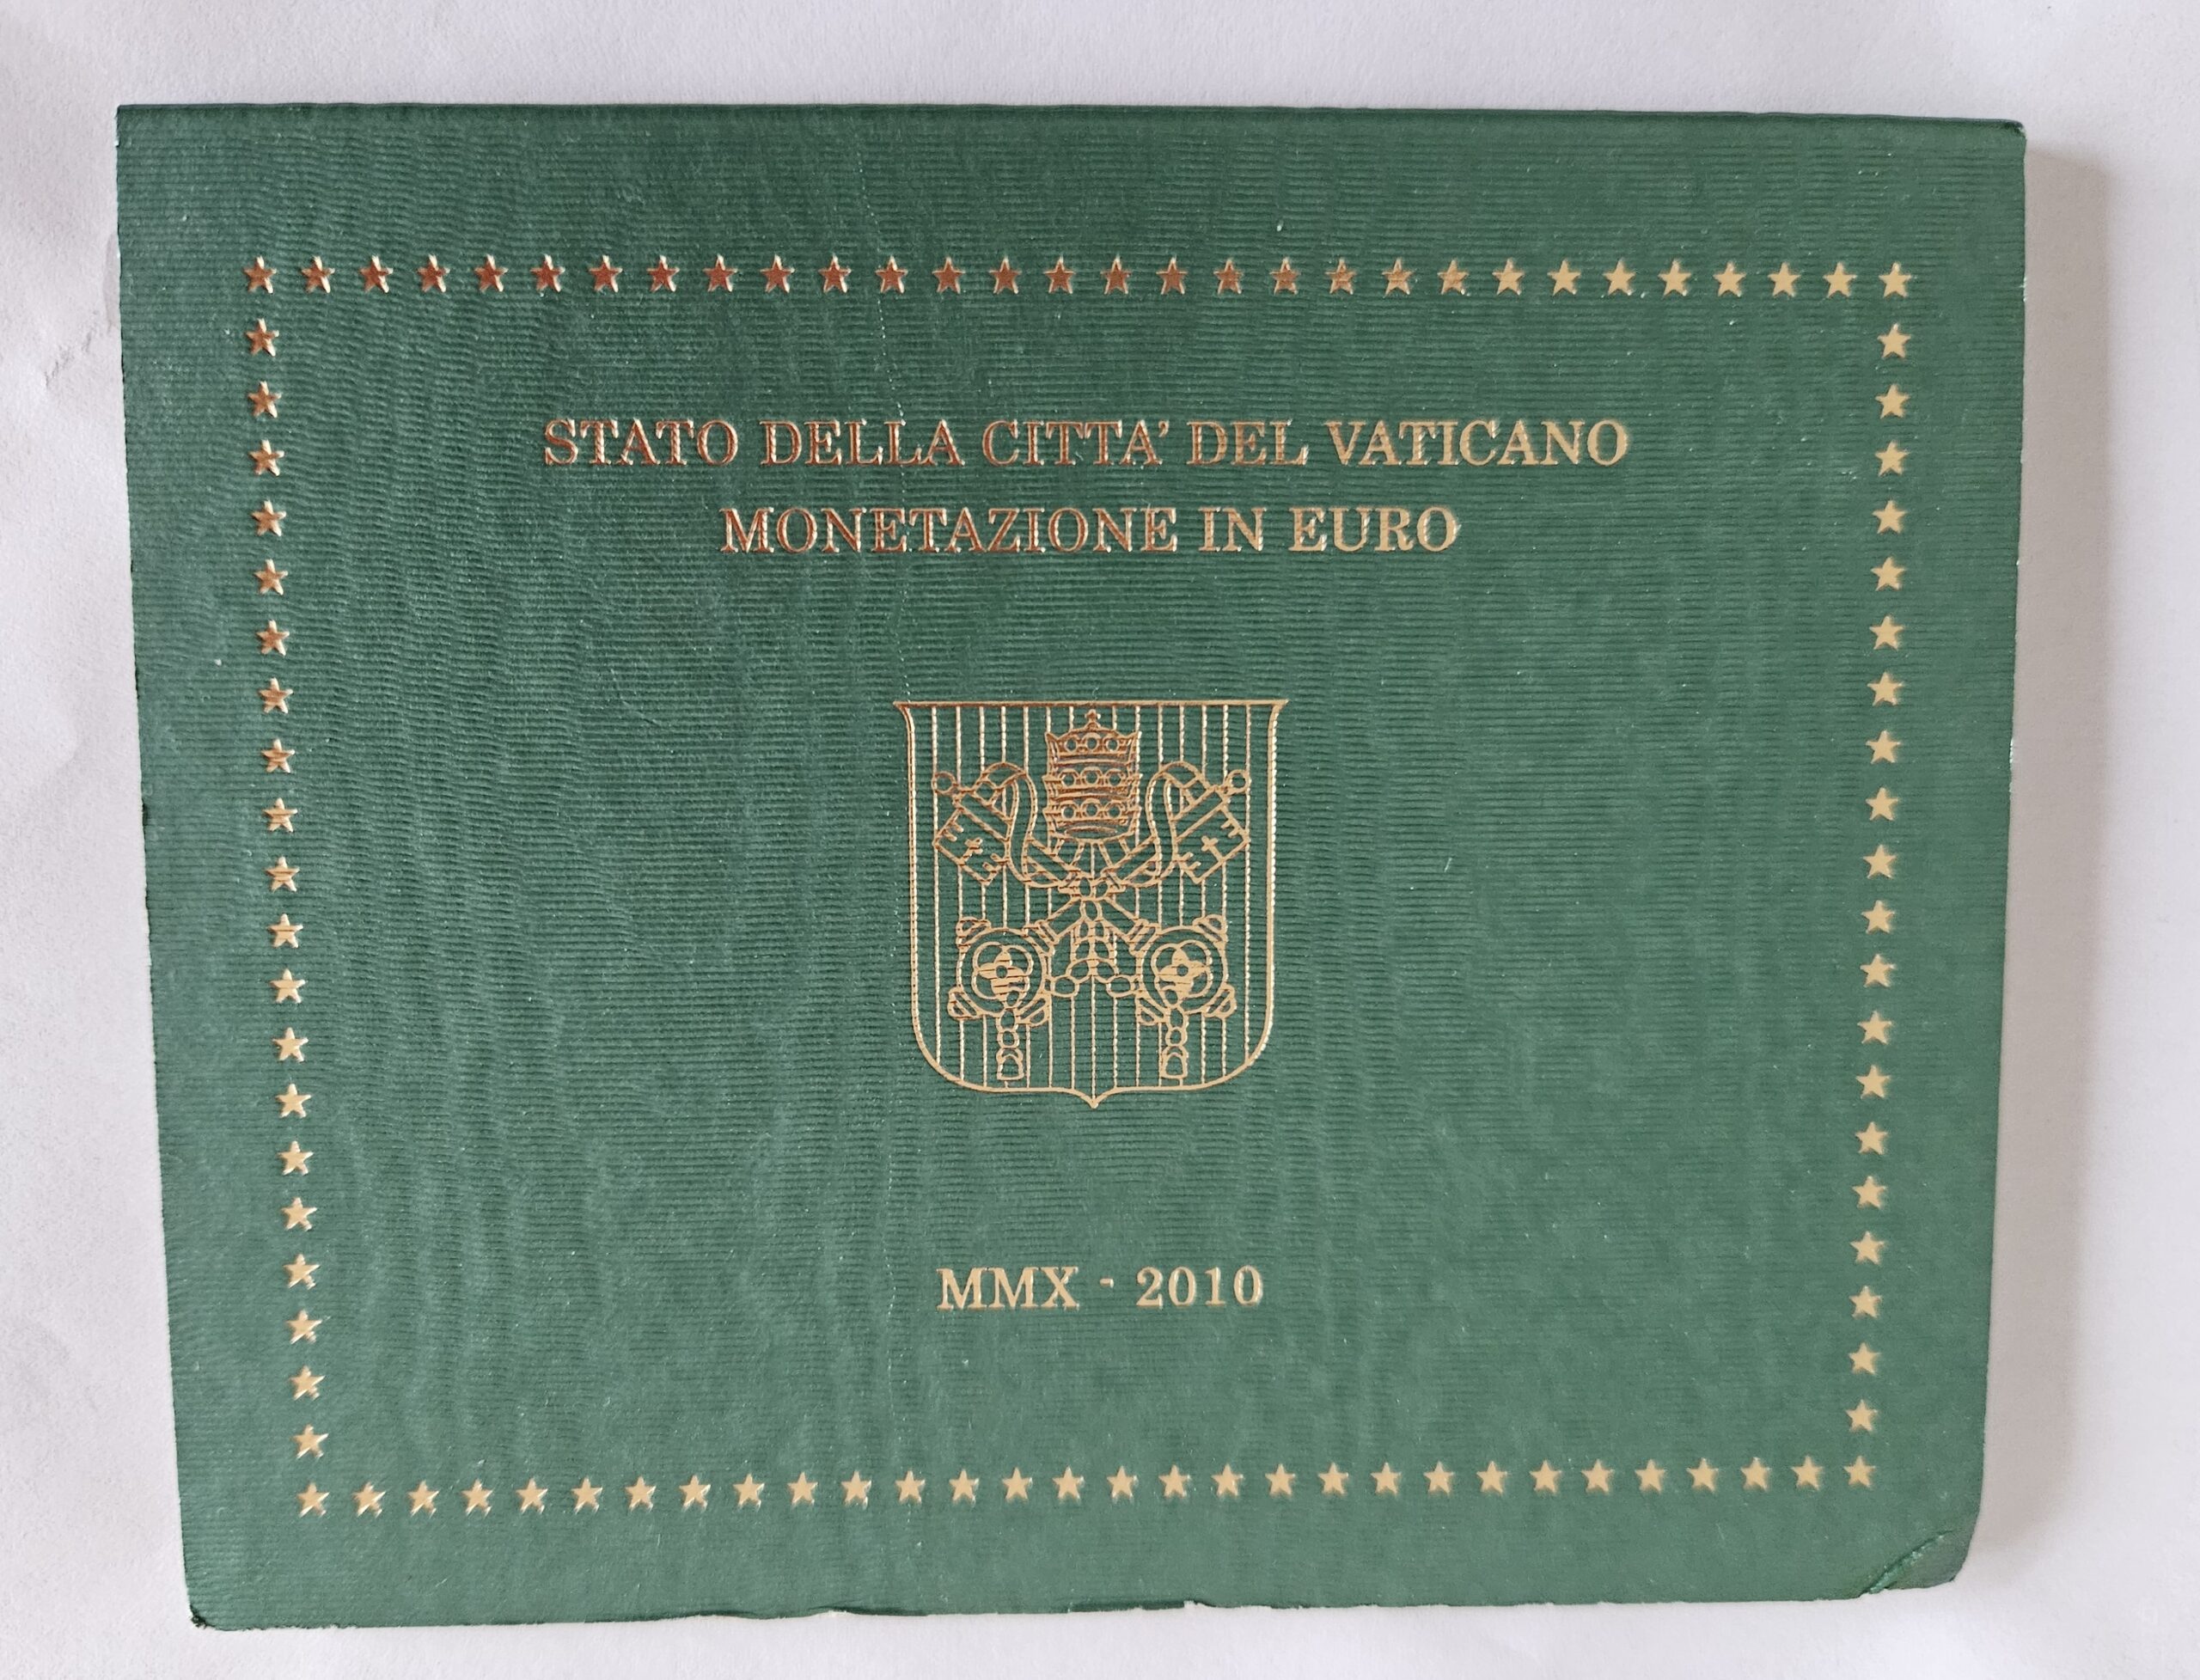 STATO DELLA CITTA' DEL VATICANO
MONETAZIONE IN EURO
MMX - 2010